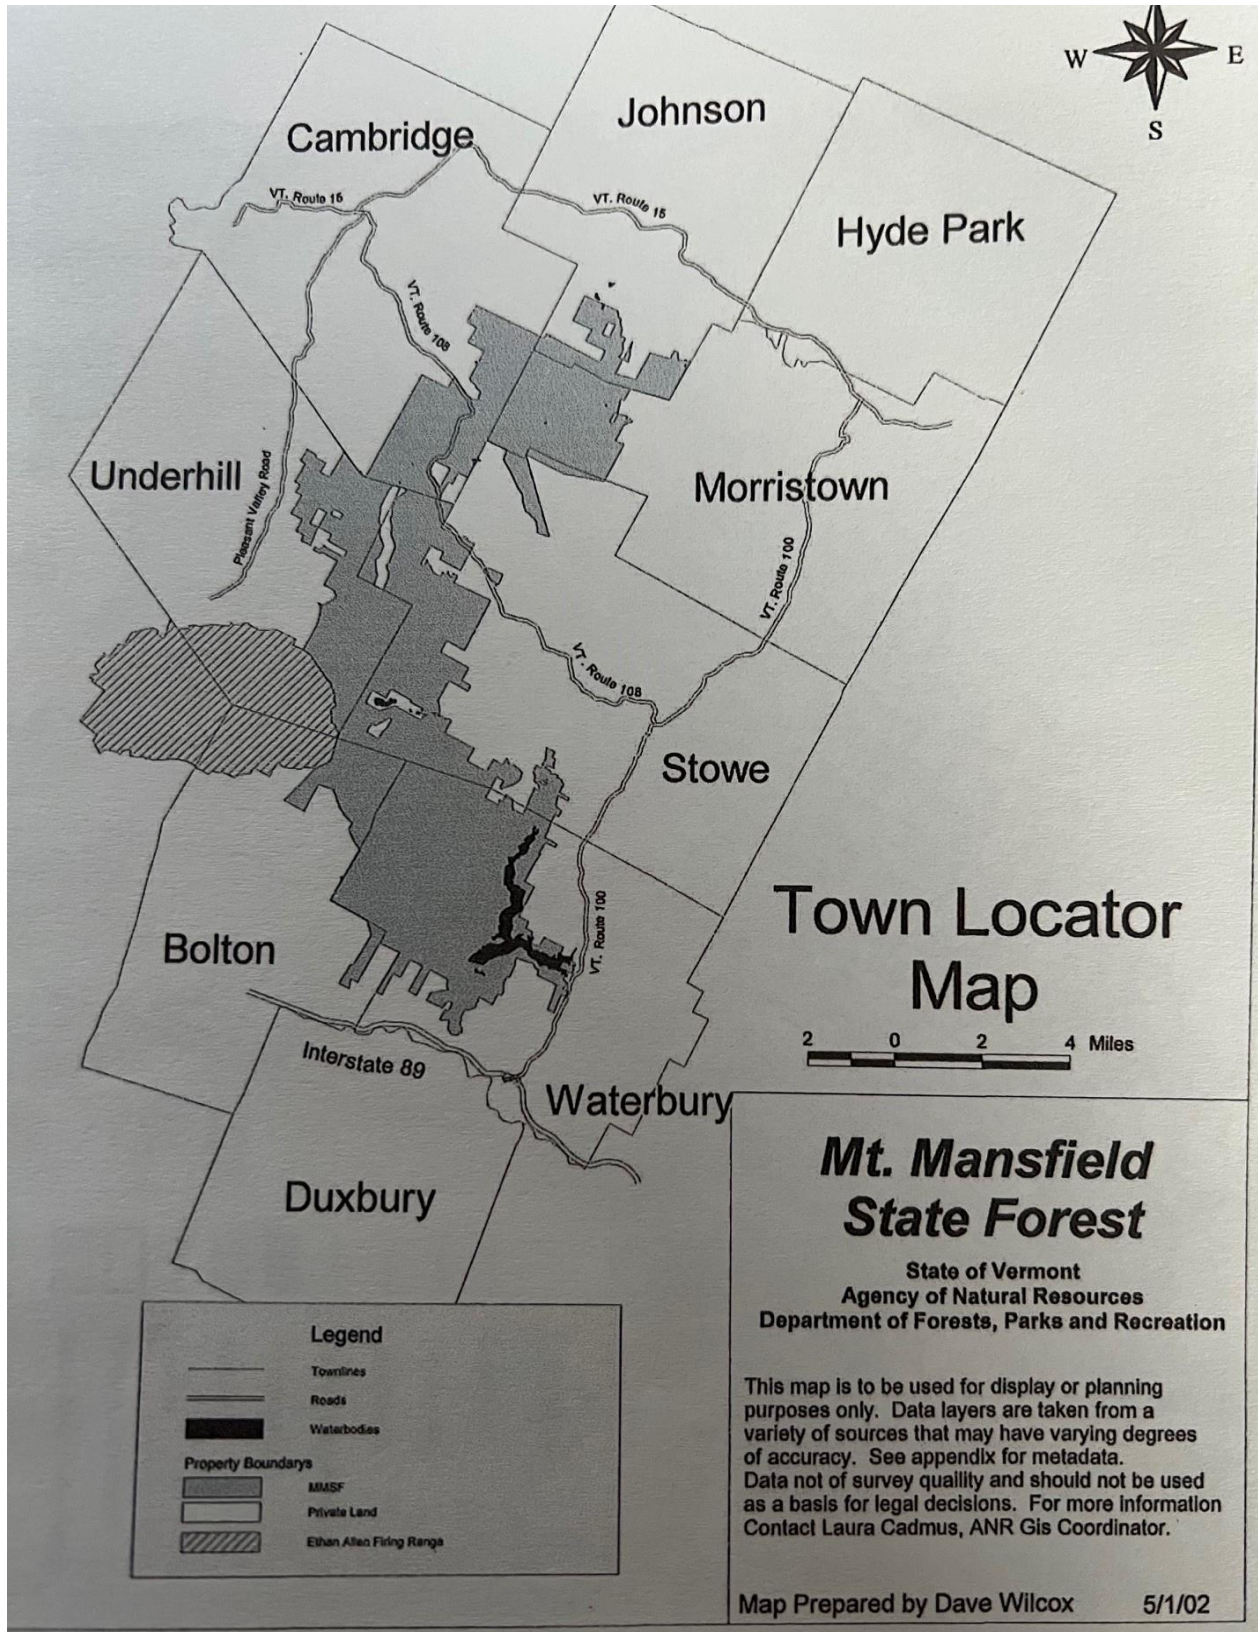 W E
S
Johnson
Cambridge
VT. Route 15
VT. Route 15
Hyde Park
VT. Route 108
Underhill
Pleasant Valley Road
Morristown
VT. Route 100
VT. Route 108
Stowe
Town Locator
Map
VT. Route 100
Bolton
2 0 2 4 Miles
Interstate 89
Waterbury
Duxbury
Mt. Mansfield
State Forest
State of Vermont
Agency of Natural Resources
Department of Forests, Parks and Recreation
Legend
Townlines
Roads
Waterbodies
Property Boundarys
MMSF
Private Land
Ethan Allen Firing Range
This map is to be used for display or planning
purposes only. Data layers are taken from a
variety of sources that may have varying degrees
of accuracy. See appendix for metadata.
Data not of survey quaility and should not be used
as a basis for legal decisions. For more information
Contact Laura Cadmus, ANR Gis Coordinator.
Map Prepared by Dave Wilcox 5/1/02